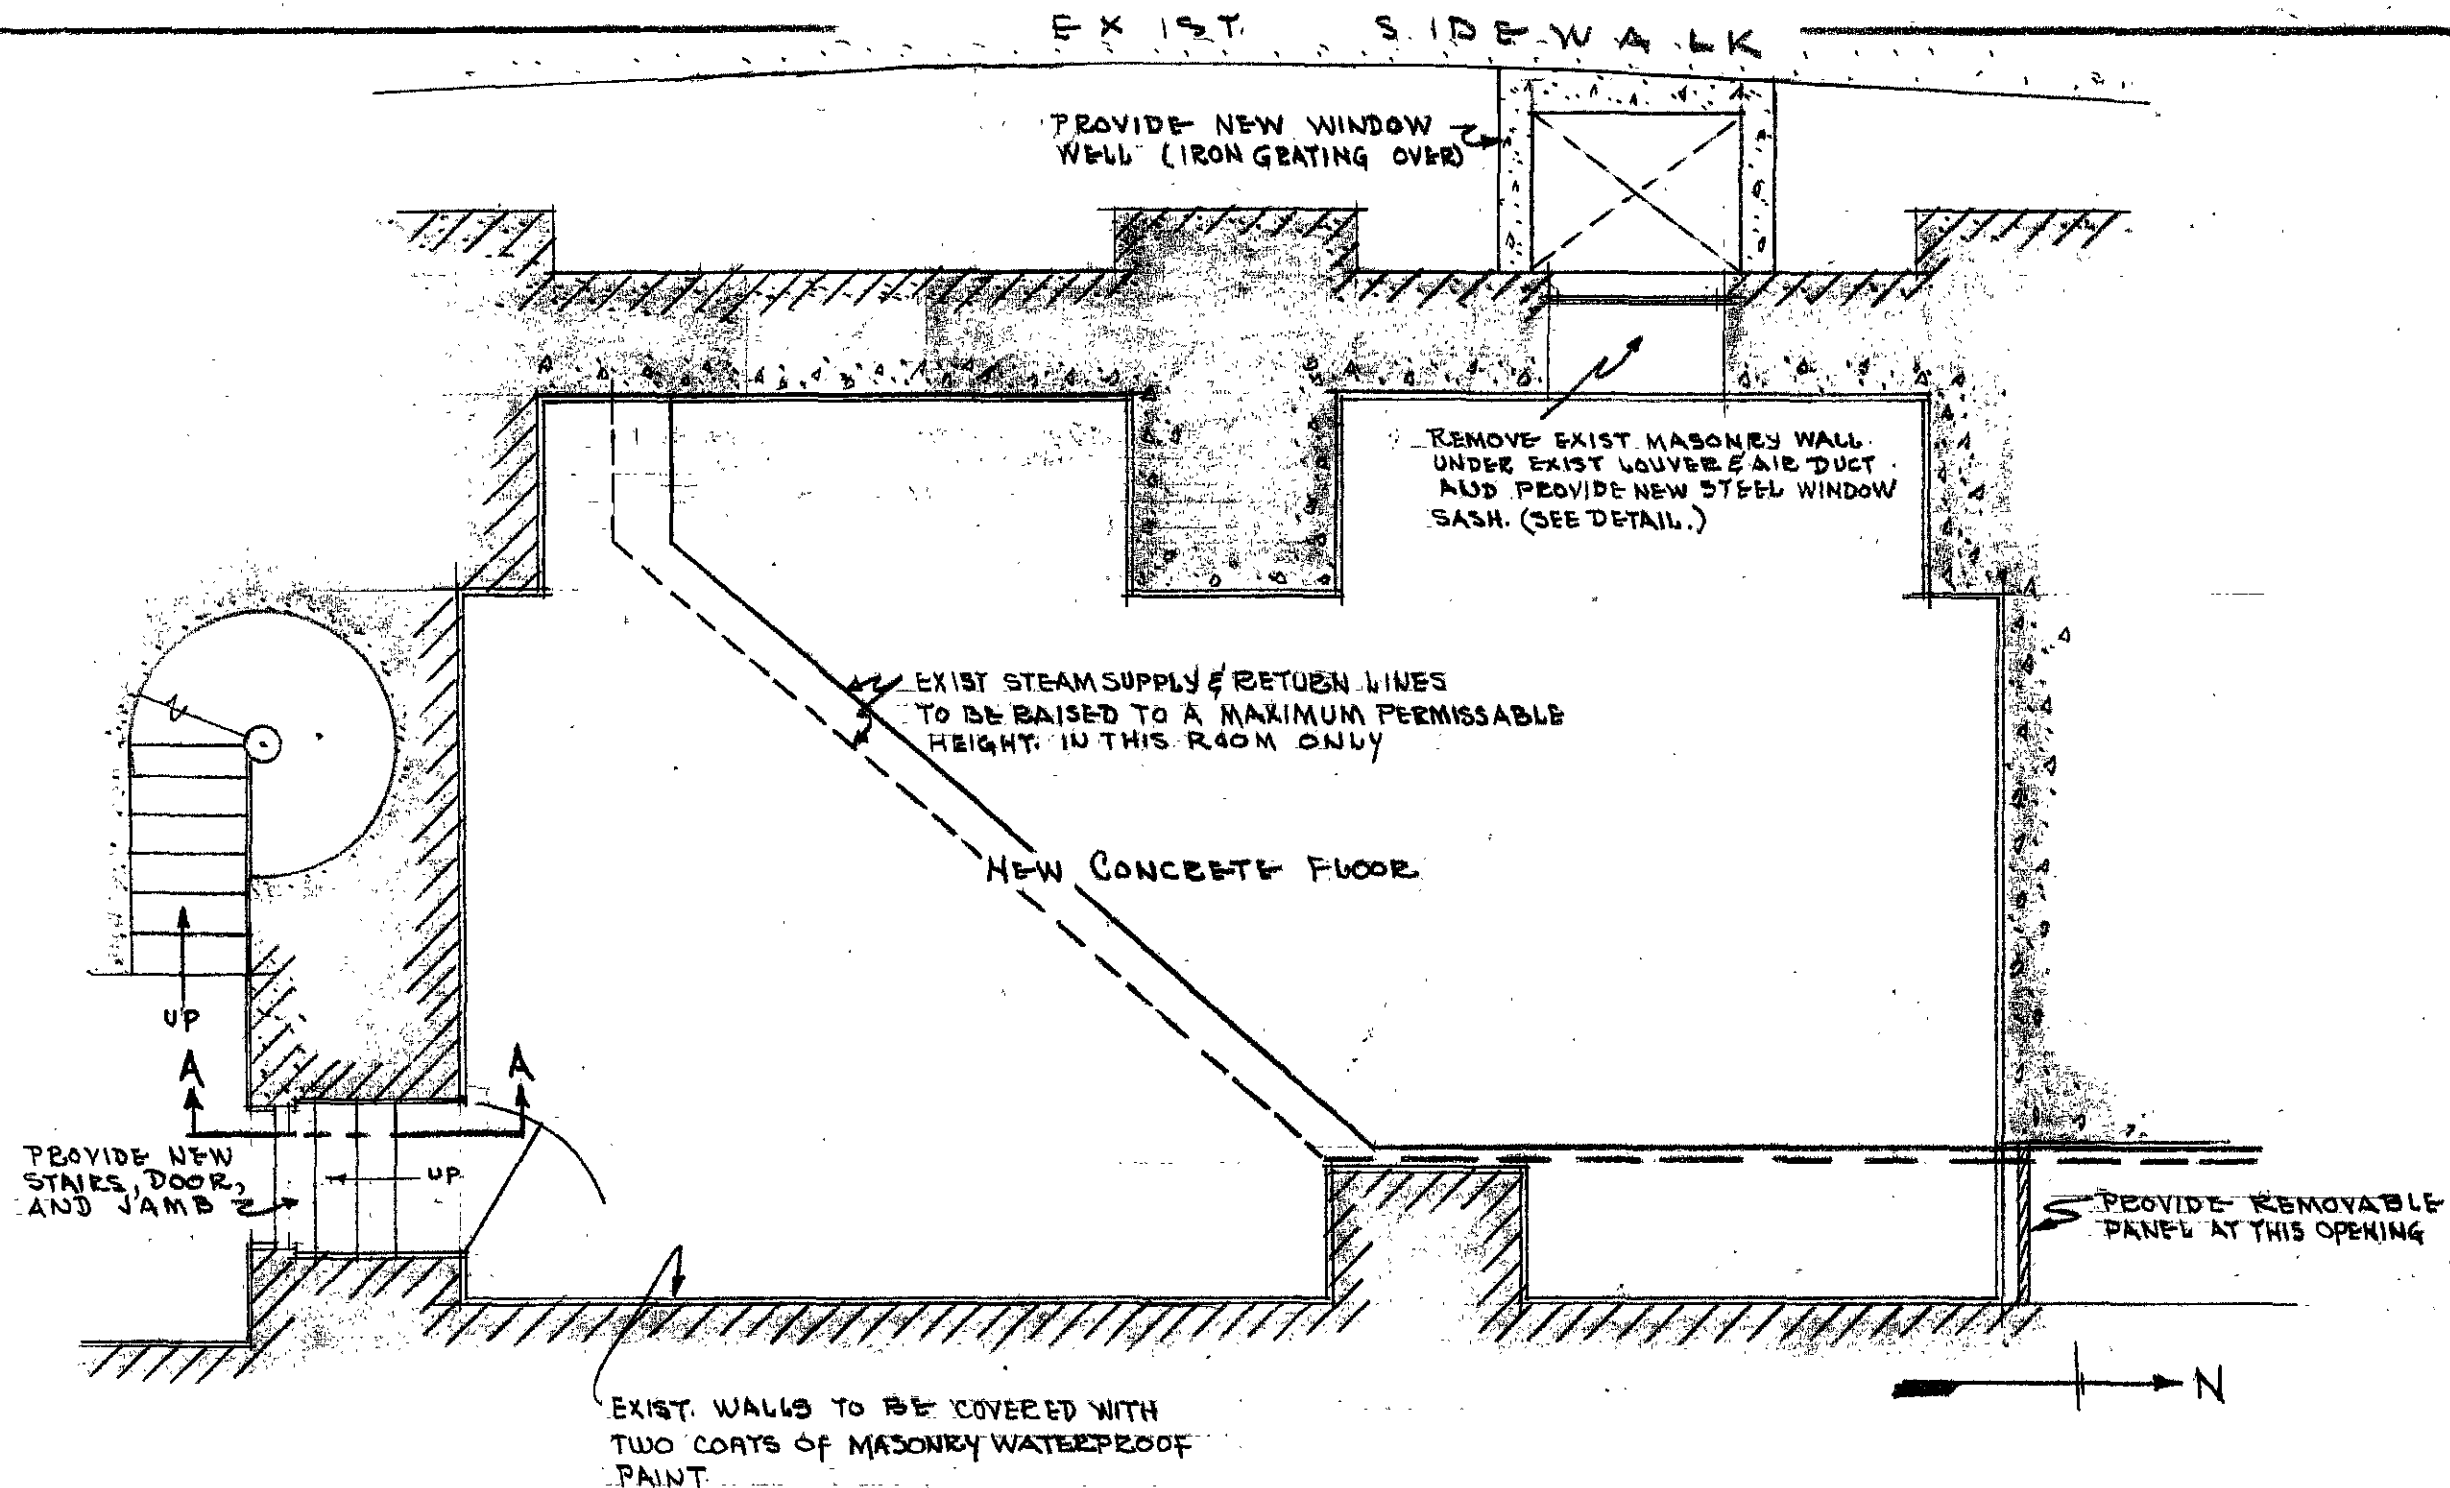 EXIST. SIDEWALK
PROVIDE NEW WINDOW
WELL (IRON GRATING OVER)
REMOVE EXIST. MASONRY WALL
UNDER EXIST LOUVER & AIR DUCT
AND PROVIDE NEW STEEL WINDOW
SASH. (SEE DETAIL.)
EXIST STEAM SUPPLY & RETURN LINES
TO BE RAISED TO A MAXIMUM PERMISSABLE
HEIGHT. IN THIS ROOM ONLY
NEW CONCRETE FLOOR
UP
A
A
PROVIDE NEW
STAIRS, DOOR,
AND JAMB
UP
PROVIDE REMOVABLE
PANEL AT THIS OPENING
N
EXIST. WALLS TO BE COVERED WITH
TWO COATS OF MASONRY WATERPROOF
PAINT.